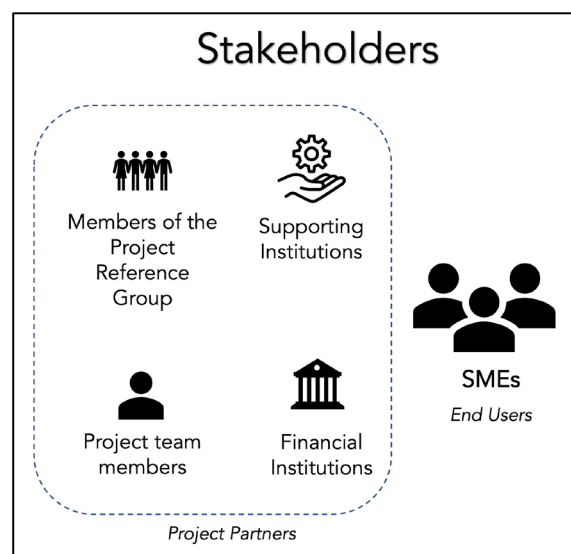 Stakeholders
Members of the
Project
Reference
Group
Supporting
Institutions
Project team
members
Financial
Institutions
Project Partners
SMEs
End Users